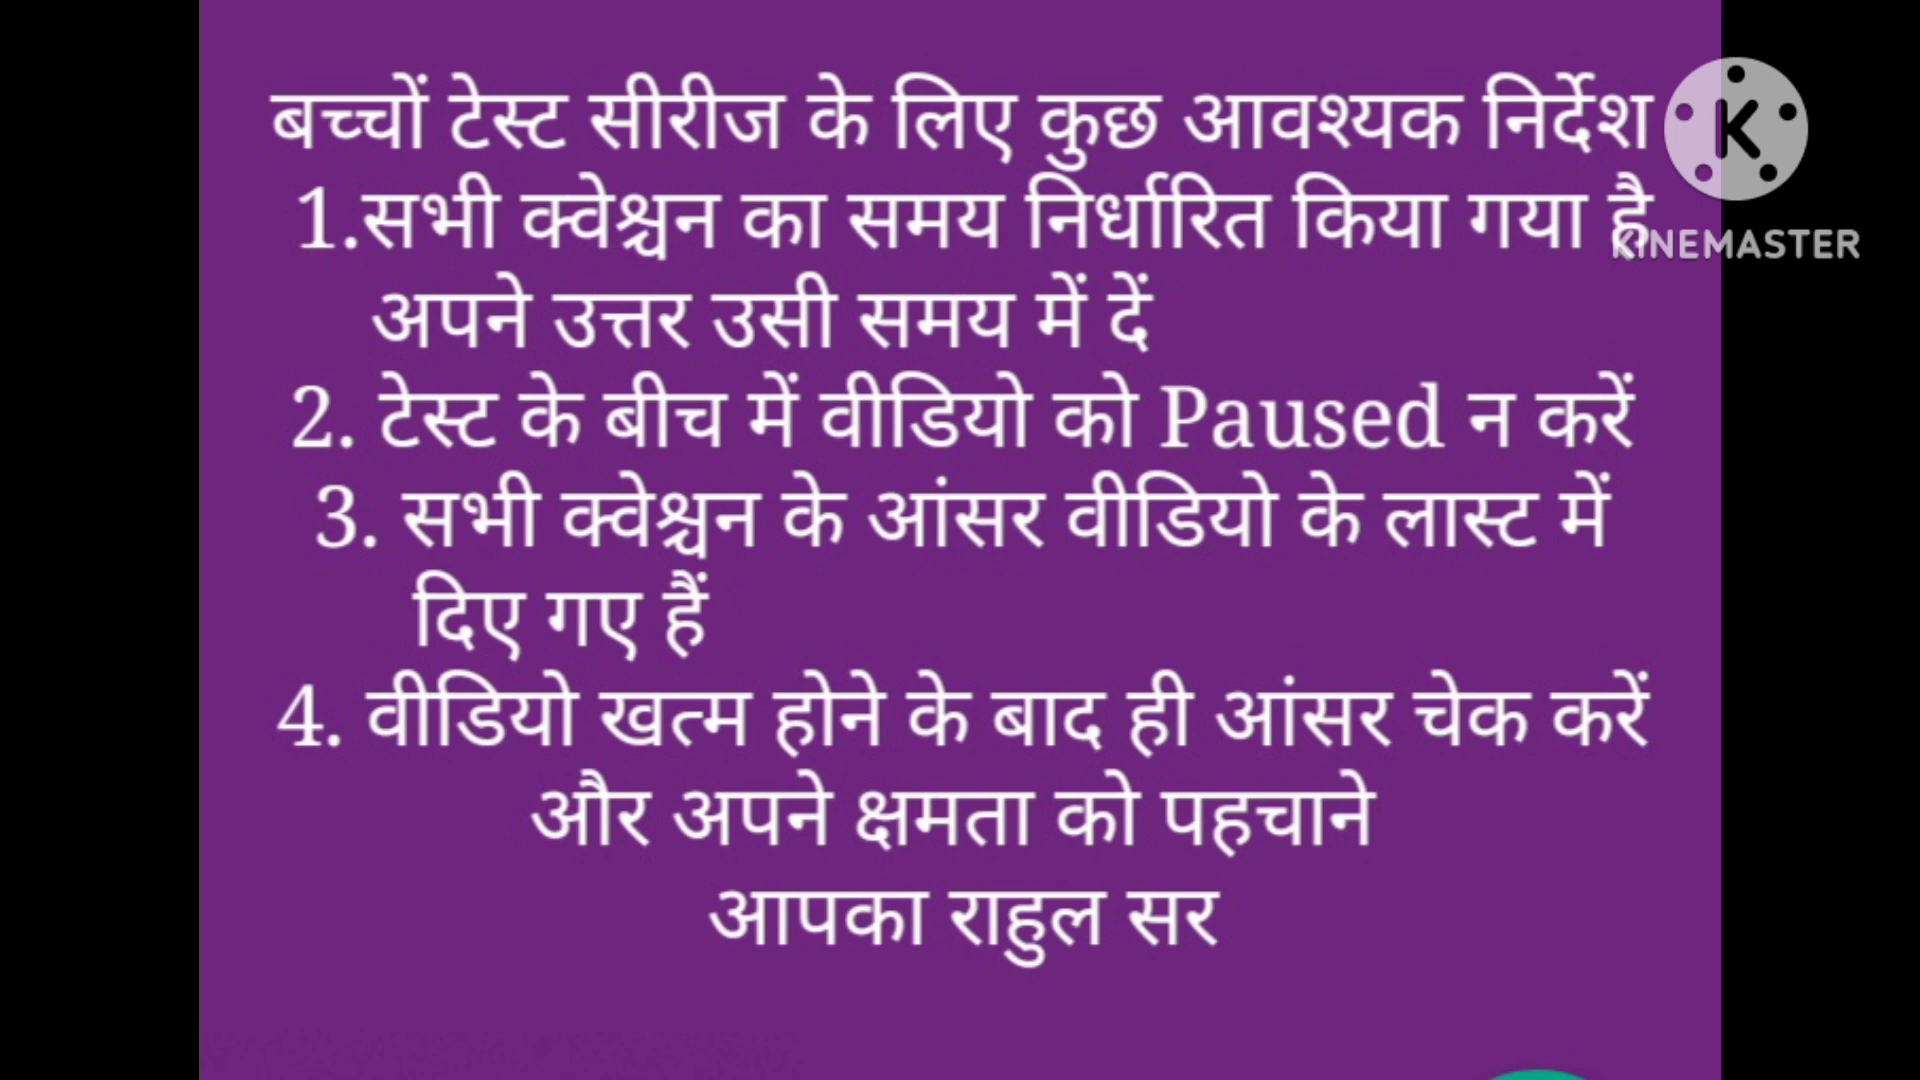 बच्चों टेस्ट सीरीज के लिए कुछ आवश्यक निर्देश
1.सभी क्वेश्चन का समय निर्धारित किया गया है
अपने उत्तर उसी समय में दें
2. टेस्ट के बीच में वीडियो को Paused न करें
3. सभी क्वेश्चन के आंसर वीडियो के लास्ट में
दिए गए हैं
4. वीडियो खत्म होने के बाद ही आंसर चेक करें
और अपने क्षमता को पहचाने
आपका राहुल सर
K
KINEMASTER